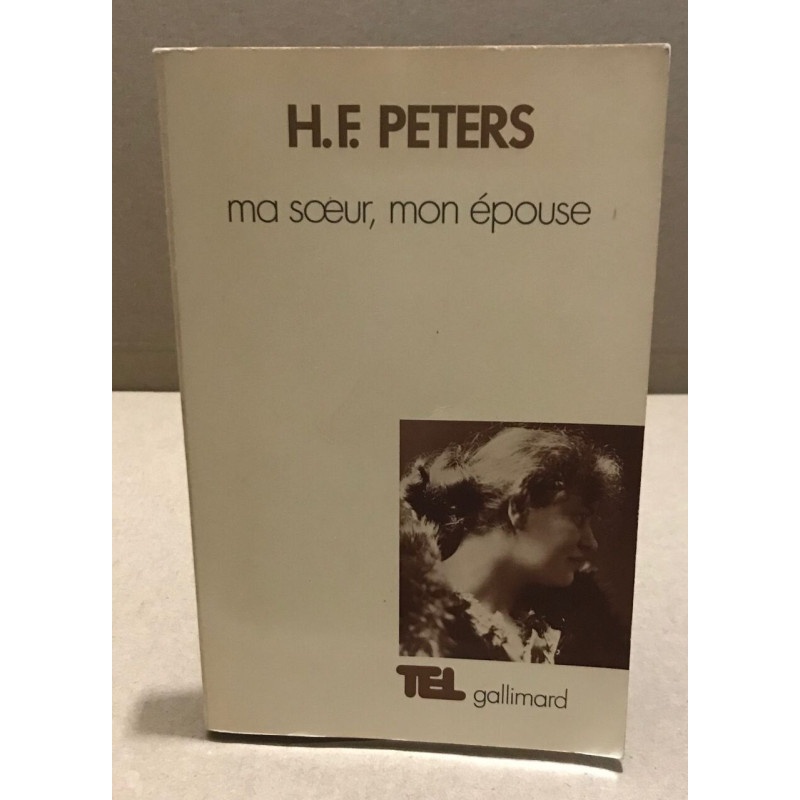 H.F. PETERS
ma sœur, mon épouse
TEL gallimard